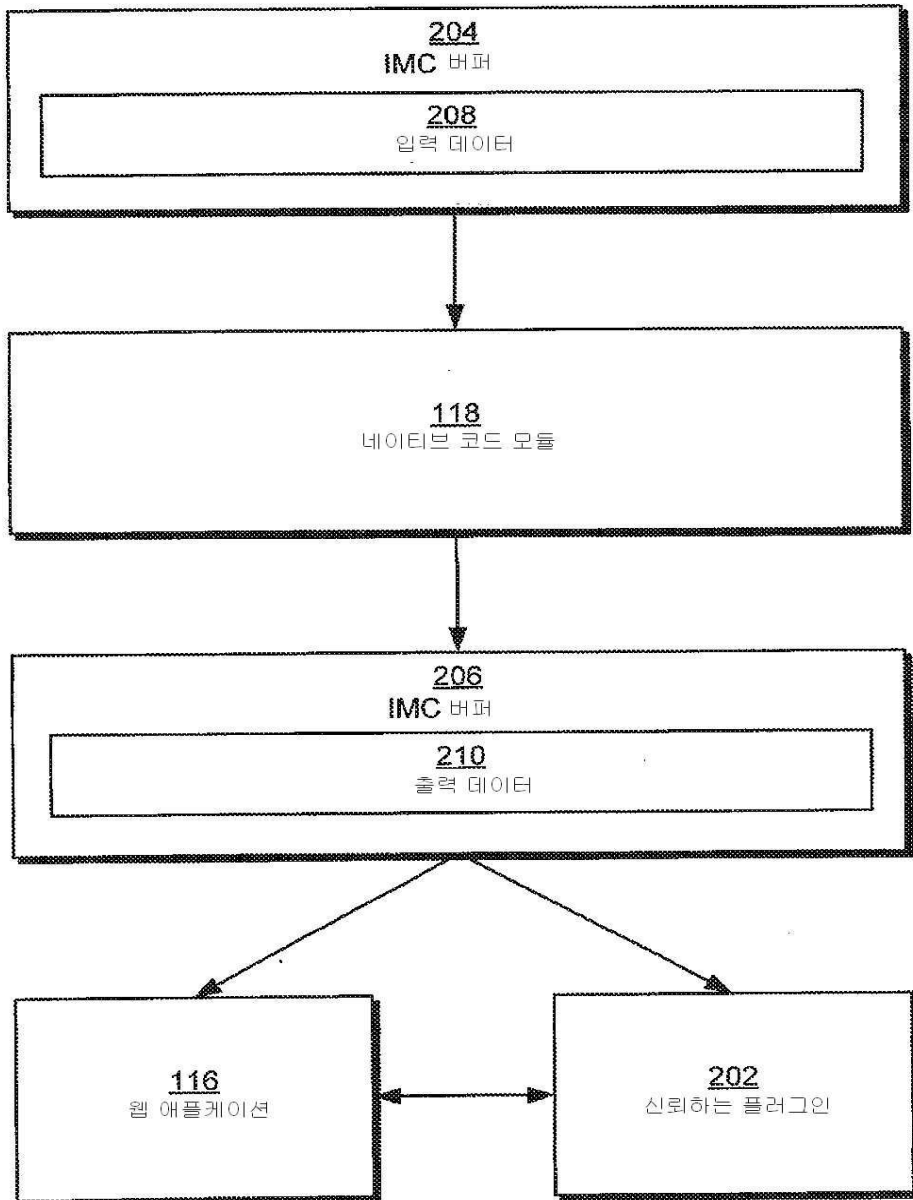 204
IMC 버퍼
208
입력 데이터
118
네이티브 코드 모듈
206
IMC 버퍼
210
출력 데이터
116
웹 애플케이션
202
신뢰하는 플러그인